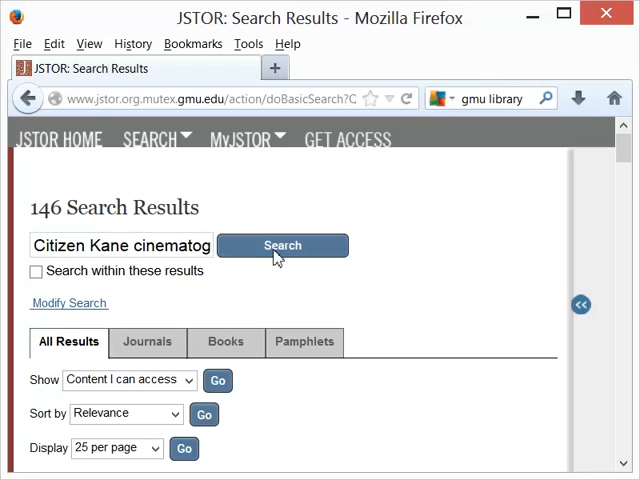 JSTOR: Search Results - Mozilla Firefox
File Edit View History Bookmarks Tools Help
JSTOR: Search Results
www.jstor.org.mutex.gmu.edu/action/doBasicSearch?Q gmu library
JSTOR HOME SEARCH MyJSTOR GET ACCESS
146 Search Results
Citizen Kane cinematog Search
Search within these results
Modify Search
All Results Journals Books Pamphlets
Show Content I can access Go
Sort by Relevance Go
Display 25 per page Go